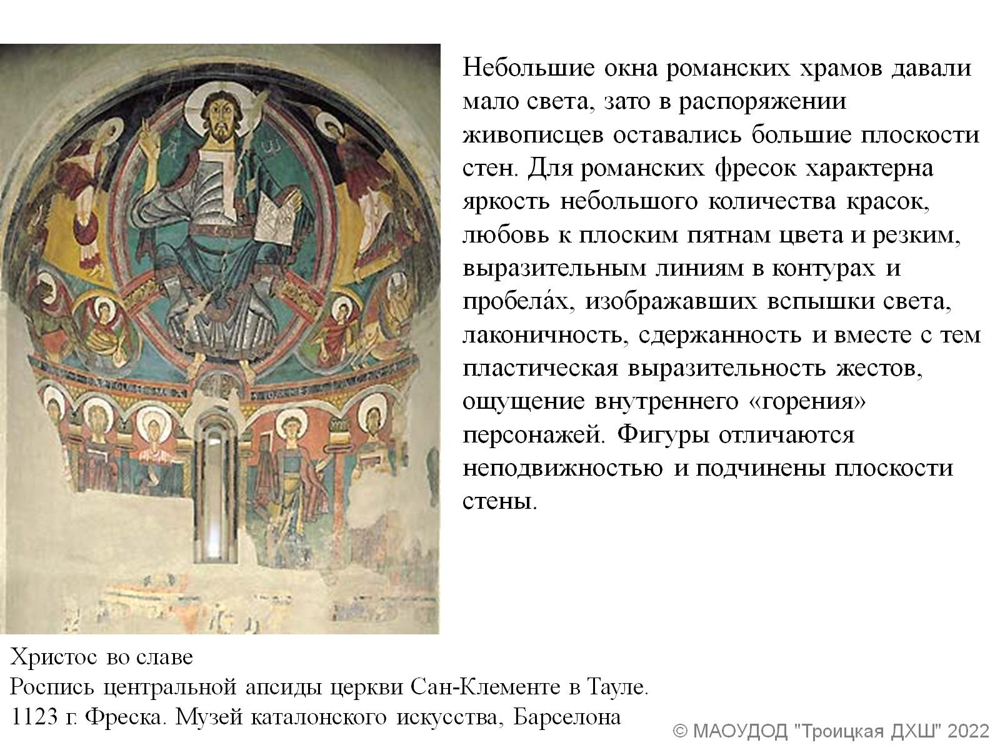 Небольшие окна романских храмов давали
мало света, зато в распоряжении
живописцев оставались большие плоскости
стен. Для романских фресок характерна
яркость небольшого количества красок,
любовь к плоским пятнам цвета и резким,
выразительным линиям в контурах и
пробела́х, изображавших вспышки света,
лаконичность, сдержанность и вместе с тем
пластическая выразительность жестов,
ощущение внутреннего «горения»
персонажей. Фигуры отличаются
неподвижностью и подчинены плоскости
стены.
Христос во славе
Роспись центральной апсиды церкви Сан-Клементе в Тауле.
1123 г. Фреска. Музей каталонского искусства, Барселона
© МАОУДОД "Троицкая ДХШ" 2022